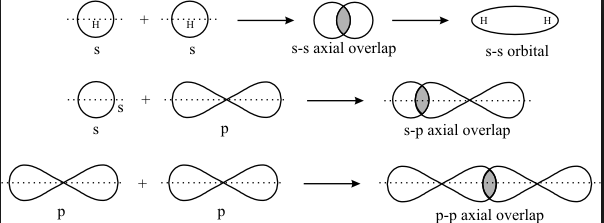 H + H H H
s s s-s axial overlap s-s orbital
+ s
s p s-p axial overlap
+
p p p-p axial overlap